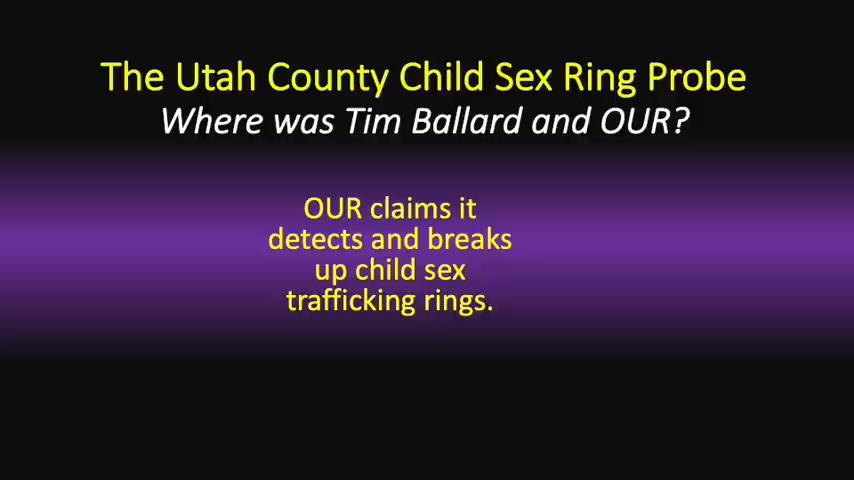 The Utah County Child Sex Ring Probe
Where was Tim Ballard and OUR?
OUR claims it
detects and breaks
up child sex
trafficking rings.